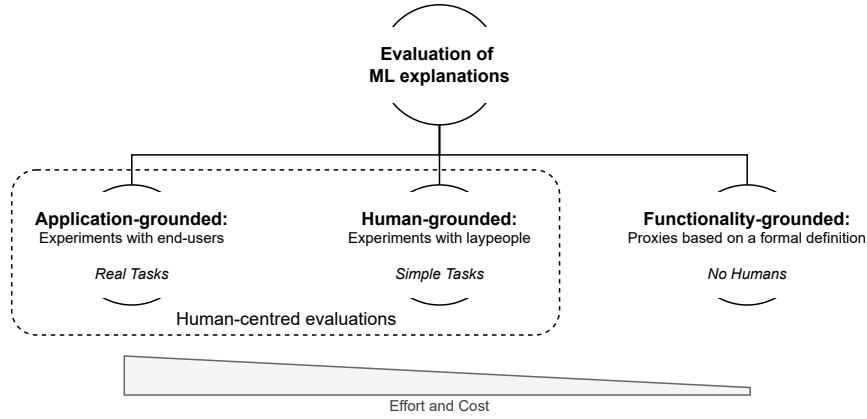 Evaluation of
ML explanations
Application-grounded:
Experiments with end-users
Real Tasks
Human-grounded:
Experiments with laypeople
Simple Tasks
Functionality-grounded:
Proxies based on a formal definition
No Humans
Human-centred evaluations
Effort and Cost